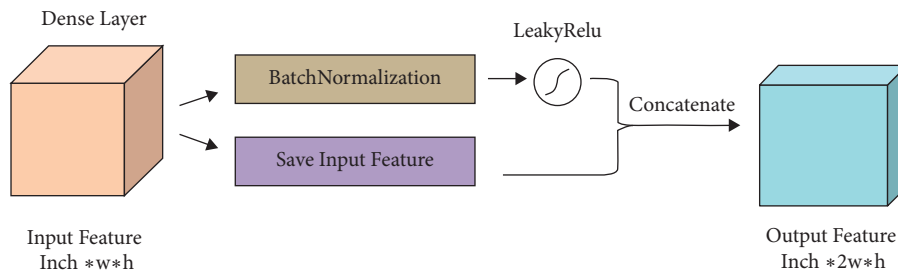 Dense Layer
LeakyRelu
BatchNormalization
Concatenate
Save Input Feature
Input Feature
Inch *w*h
Output Feature
Inch *2w*h